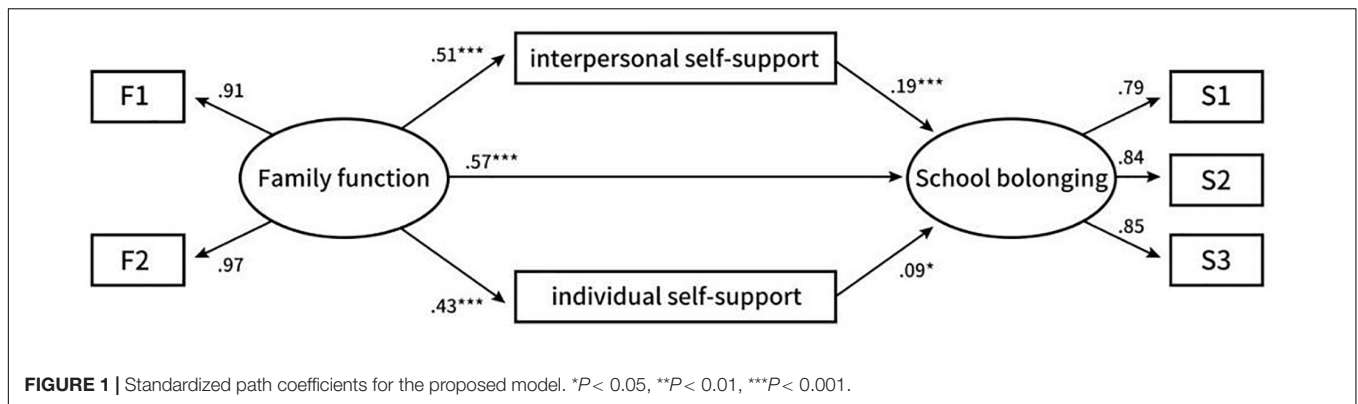 .51***
interpersonal self-support
.19***
F1
.91
.79
S1
Family function
.57***
School bolonging
.84
S2
F2
.97
.85
S3
.43***
individual self-support
.09*
FIGURE 1 | Standardized path coefficients for the proposed model. *P< 0.05, **P< 0.01, ***P< 0.001.